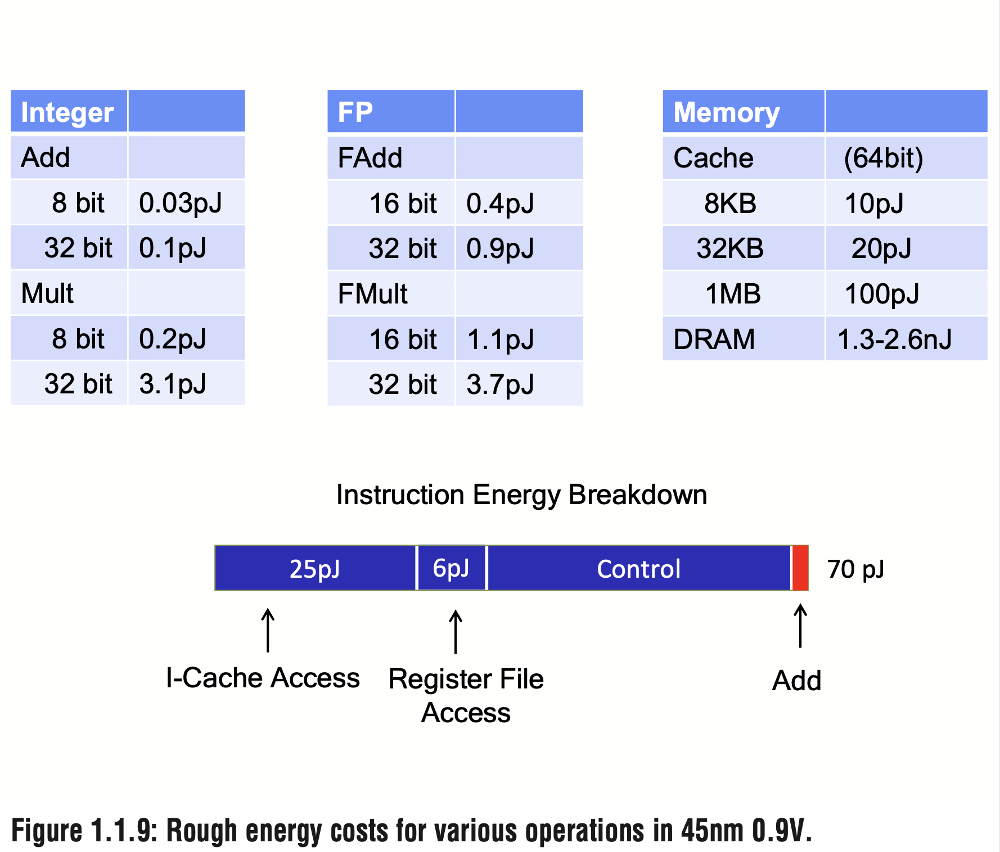 Integer
Add
8 bit 0.03pJ
32 bit 0.1pJ
Mult
8 bit 0.2pJ
32 bit 3.1pJ
FP
FAdd
16 bit 0.4pJ
32 bit 0.9pJ
FMult
16 bit 1.1pJ
32 bit 3.7pJ
Memory
Cache (64bit)
8KB 10pJ
32KB 20pJ
1MB 100pJ
DRAM 1.3-2.6nJ
Instruction Energy Breakdown
25pJ 6pJ Control 70 pJ
I-Cache Access
Register File
Access
Add
Figure 1.1.9: Rough energy costs for various operations in 45nm 0.9V.